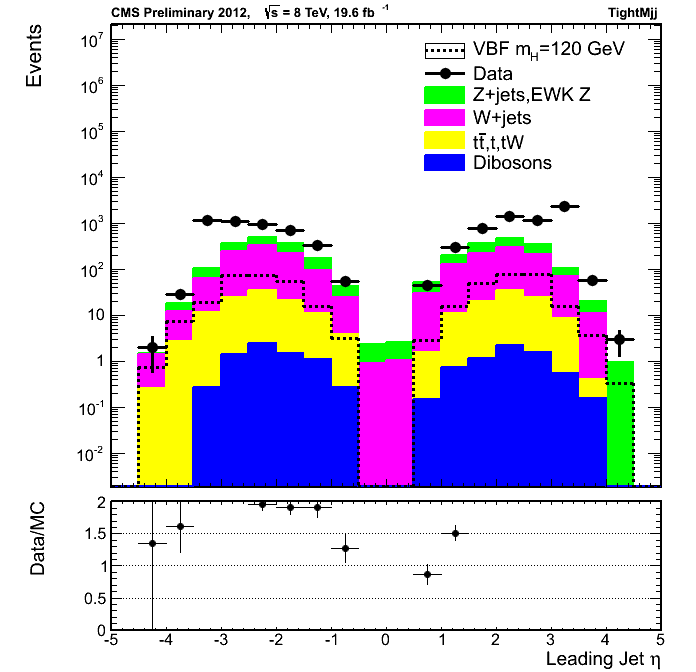 CMS Preliminary 2012, √s = 8 TeV, 19.6 fb⁻¹ TightMjj
Events
10⁷
10⁶
10⁵
10⁴
10³
10²
10
1
10⁻¹
10⁻²
VBF m_H=120 GeV
Data
Z+jets,EWK Z
W+jets
tt̄,t,tW
Dibosons
Data/MC
2
1.5
1
0.5
0
-5 -4 -3 -2 -1 0 1 2 3 4 5
Leading Jet η